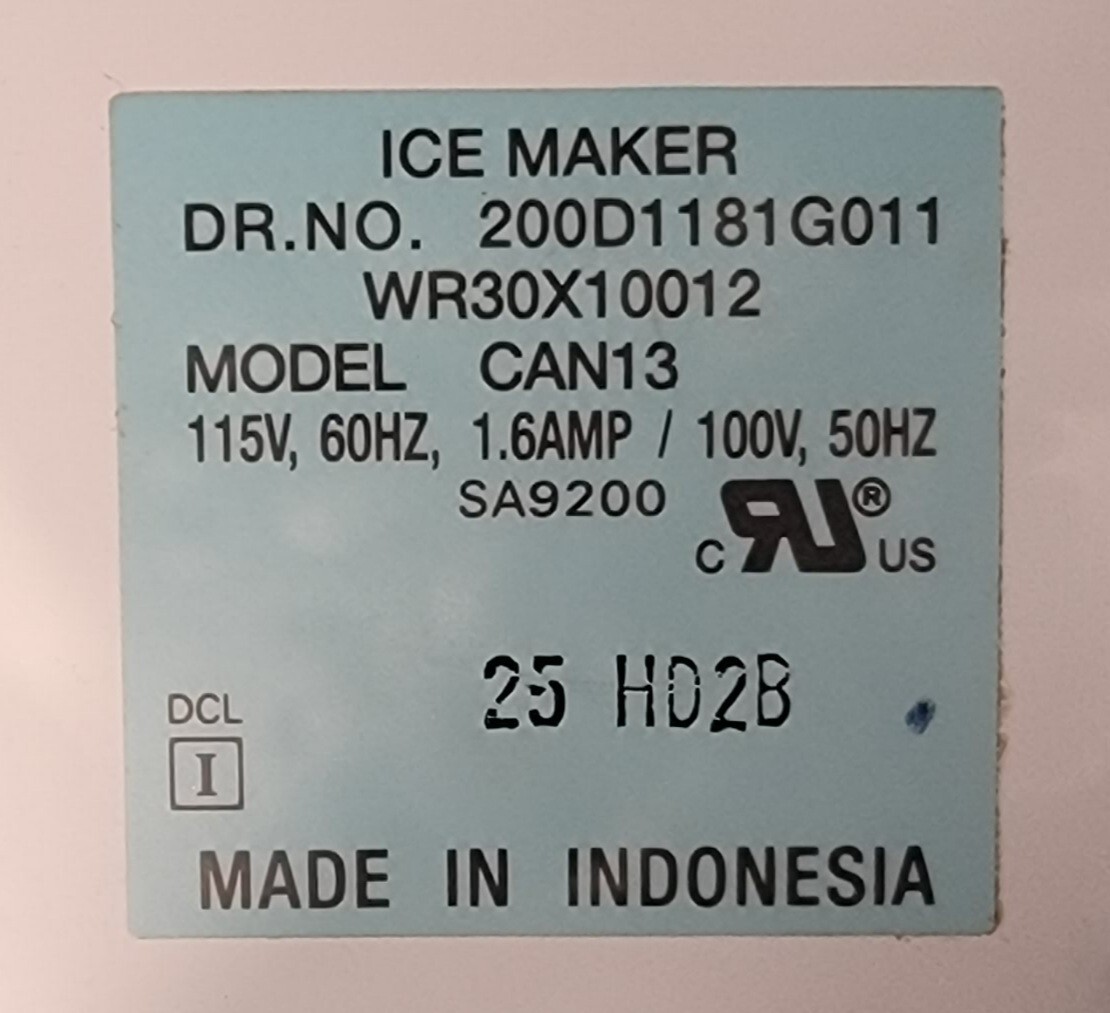 ICE MAKER
DR.NO. 200D1181G011
WR30X10012
MODEL CAN13
115V, 60HZ, 1.6AMP / 100V, 50HZ
SA9200
C RU® US
25 HD2B
DCL
I
MADE IN INDONESIA